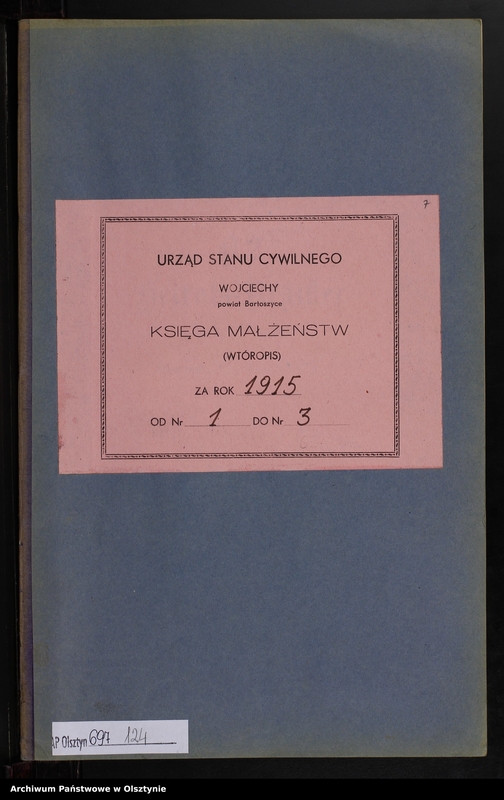 7
URZĄD STANU CYWILNEGO
WOJCIECHY
powiat Bartoszyce
KSIĘGA MAŁŻEŃSTW
(WTÓROPIS)
ZA ROK 1915
OD Nr 1 DO Nr 3
AP Olsztyn 697 124
Archiwum Państwowe w Olsztynie